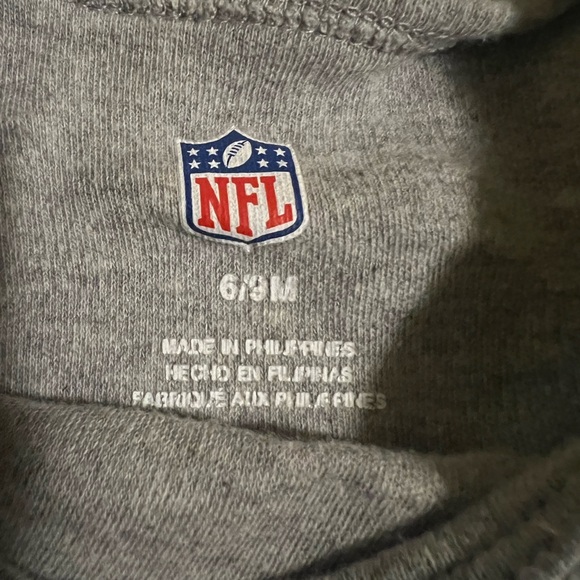 NFL
6/9M
MADE IN PHILIPPINES
HECHO EN FILIPINAS
FABRIQUÉ AUX PHILIPPINES